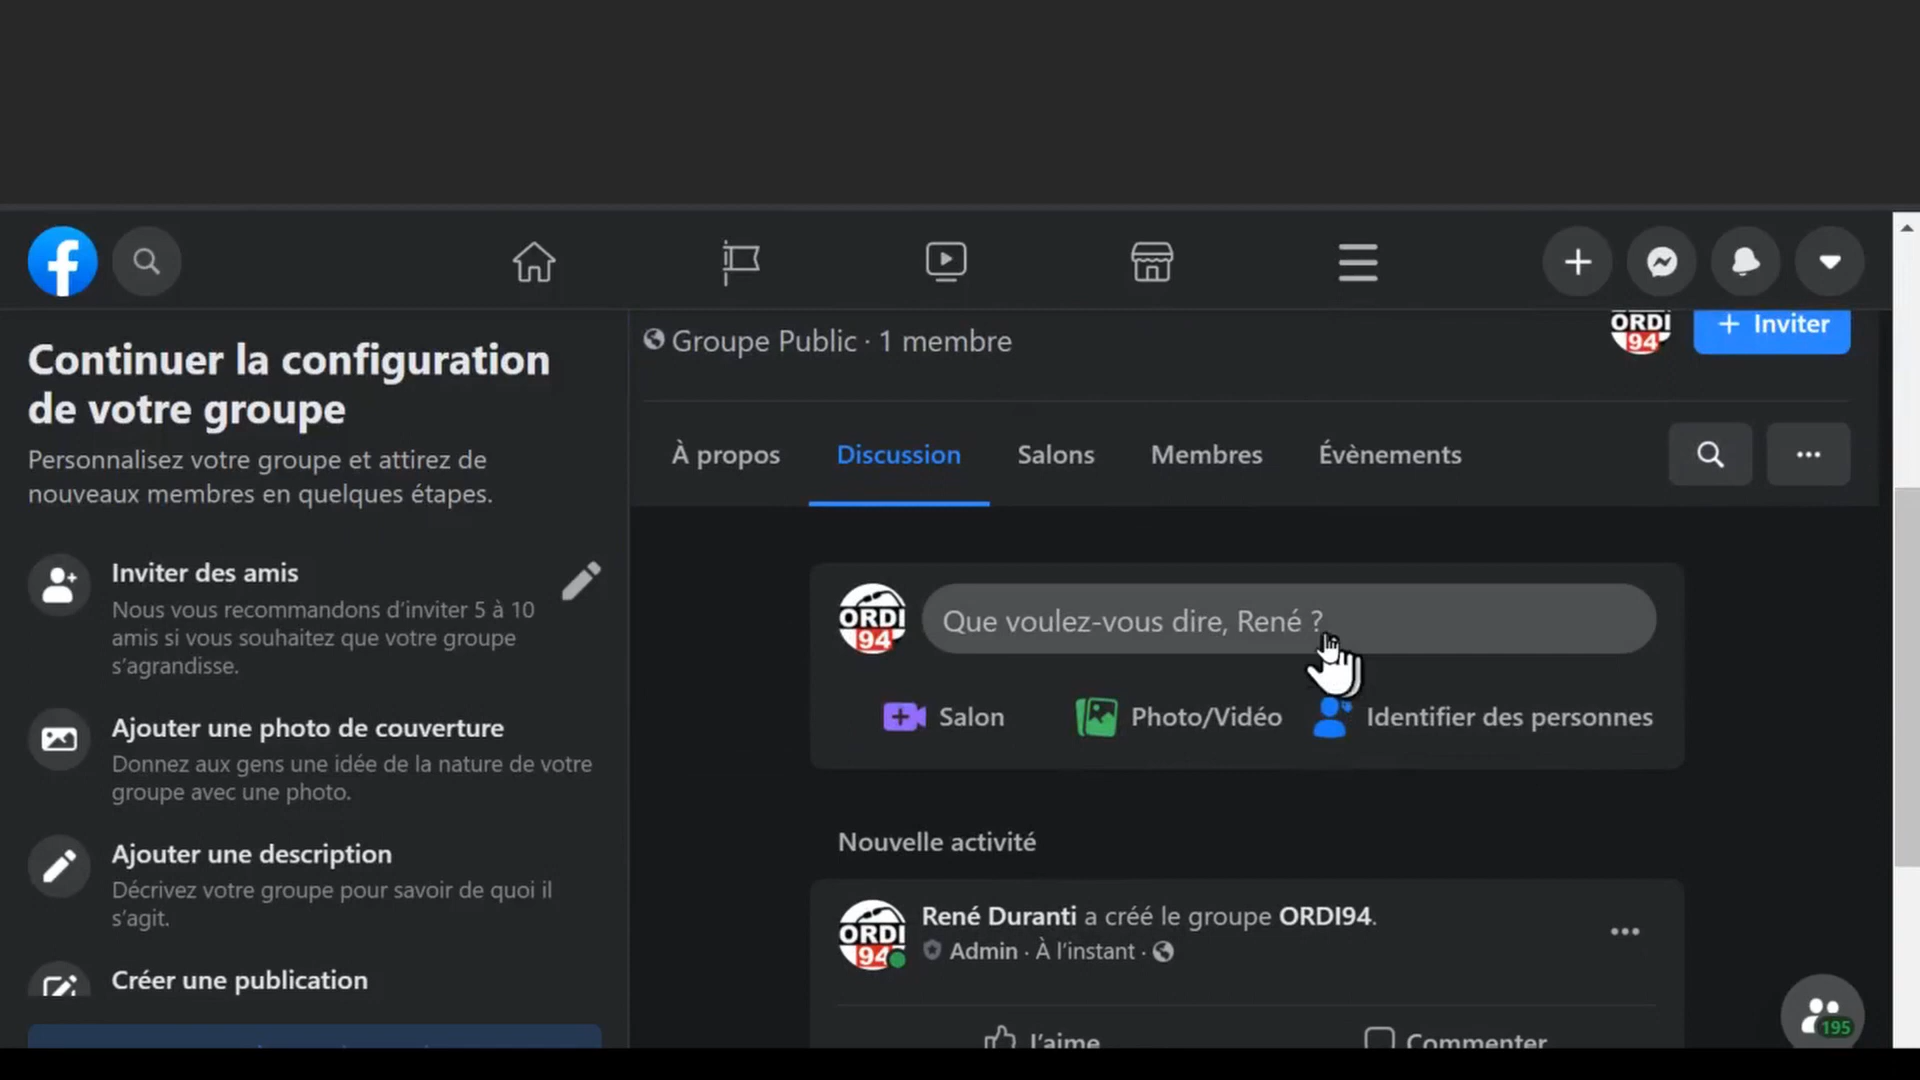 Groupe Public · 1 membre
ORDI
94
+ Inviter
Continuer la configuration
de votre groupe
Personnalisez votre groupe et attirez de
nouveaux membres en quelques étapes.
Inviter des amis
Nous vous recommandons d’inviter 5 à 10
amis si vous souhaitez que votre groupe
s’agrandisse.
Ajouter une photo de couverture
Donnez aux gens une idée de la nature de votre
groupe avec une photo.
Ajouter une description
Décrivez votre groupe pour savoir de quoi il
s’agit.
Créer une publication
À propos
Discussion
Salons
Membres
Évènements
ORDI
94
Que voulez-vous dire, René ?
Salon
Photo/Vidéo
Identifier des personnes
Nouvelle activité
ORDI
94
René Duranti a créé le groupe ORDI94.
Admin · À l’instant ·
J’aime
Commenter
195